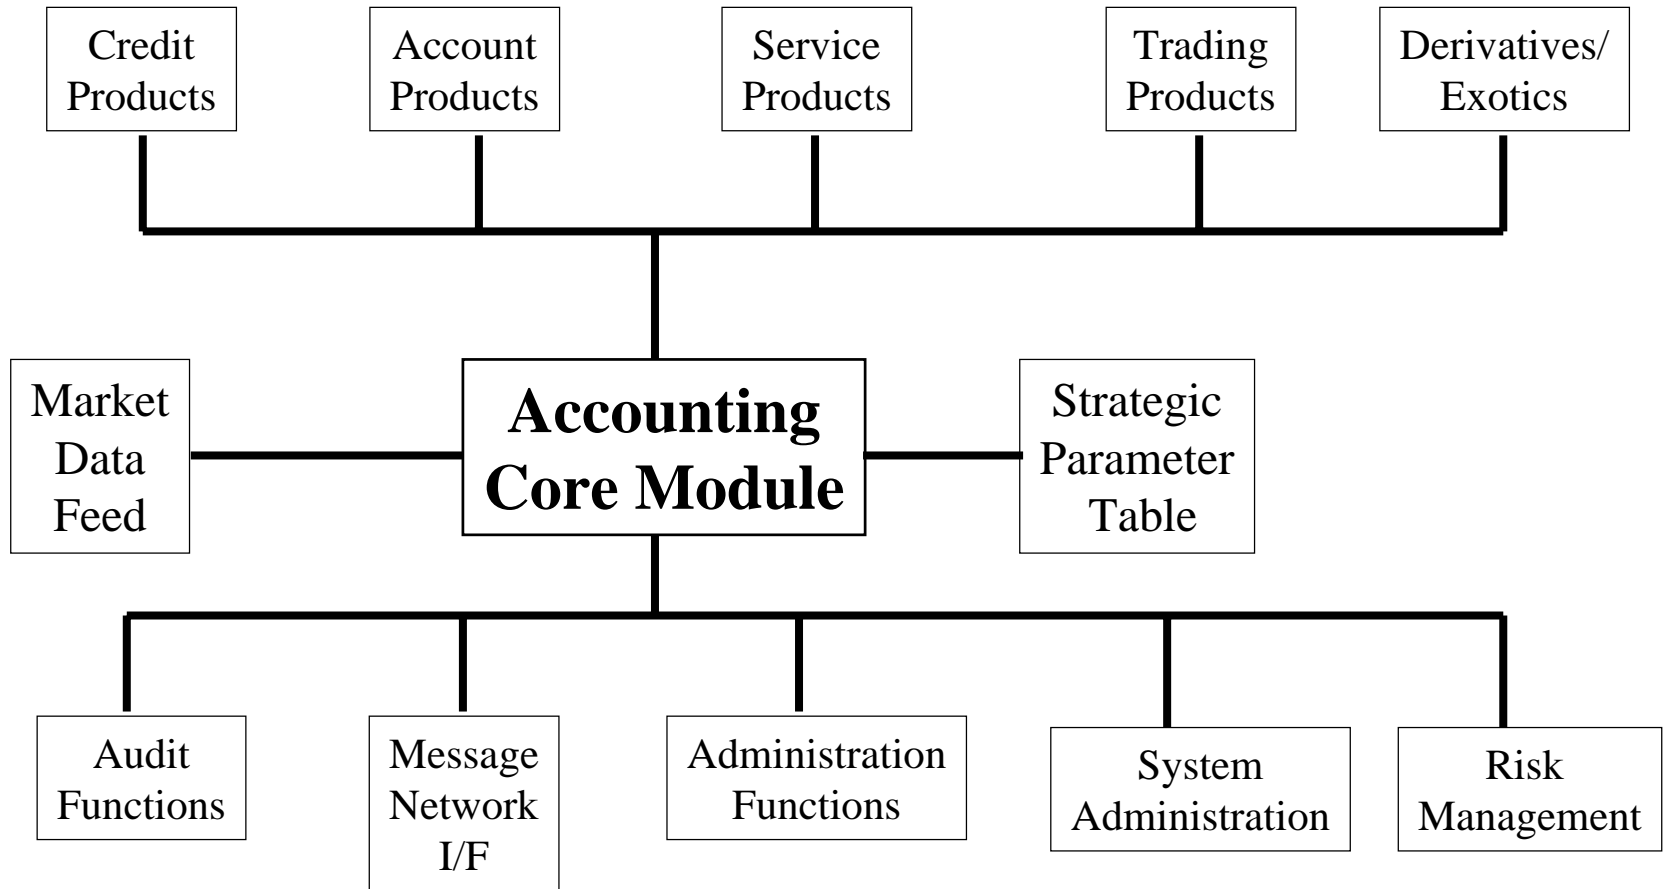 Credit
Products
Account
Products
Service
Products
Trading
Products
Derivatives/
Exotics
Market
Data
Feed
Accounting
Core Module
Strategic
Parameter
Table
Audit
Functions
Message
Network
I/F
Administration
Functions
System
Administration
Risk
Management